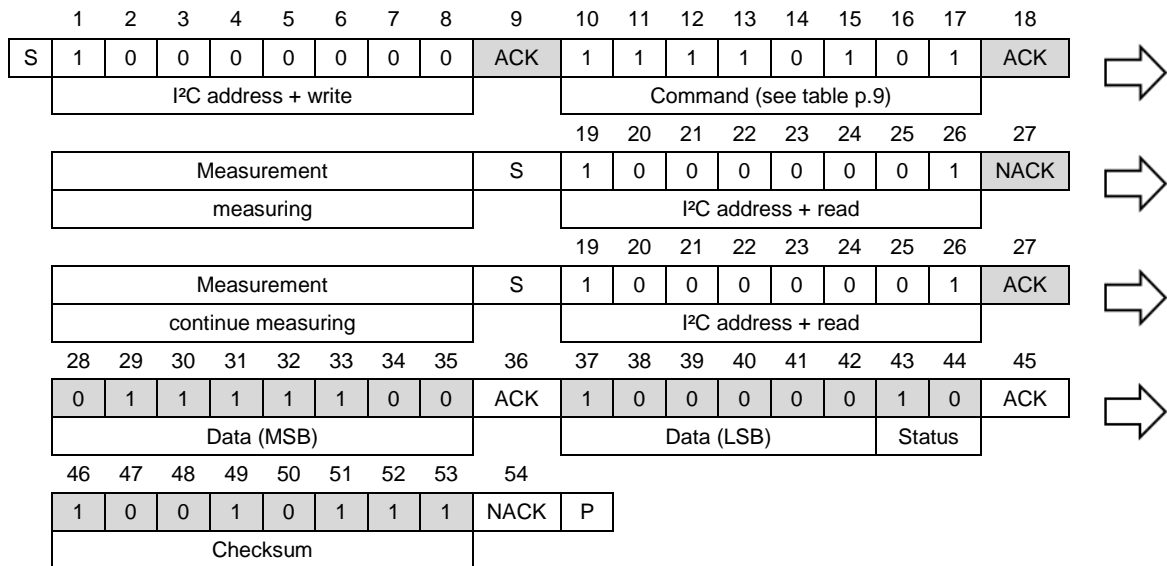 1 2 3 4 5 6 7 8 9 10 11 12 13 14 15 16 17 18
S 1 0 0 0 0 0 0 0 ACK 1 1 1 1 0 1 0 1 ACK
I²C address + write Command (see table p.9)
19 20 21 22 23 24 25 26 27
Measurement S 1 0 0 0 0 0 0 1 NACK
measuring I²C address + read
19 20 21 22 23 24 25 26 27
Measurement S 1 0 0 0 0 0 0 1 ACK
continue measuring I²C address + read
28 29 30 31 32 33 34 35 36 37 38 39 40 41 42 43 44 45
0 1 1 1 1 1 0 0 ACK 1 0 0 0 0 0 1 0 ACK
Data (MSB) Data (LSB) Status
46 47 48 49 50 51 52 53 54
1 0 0 1 0 1 1 1 NACK P
Checksum